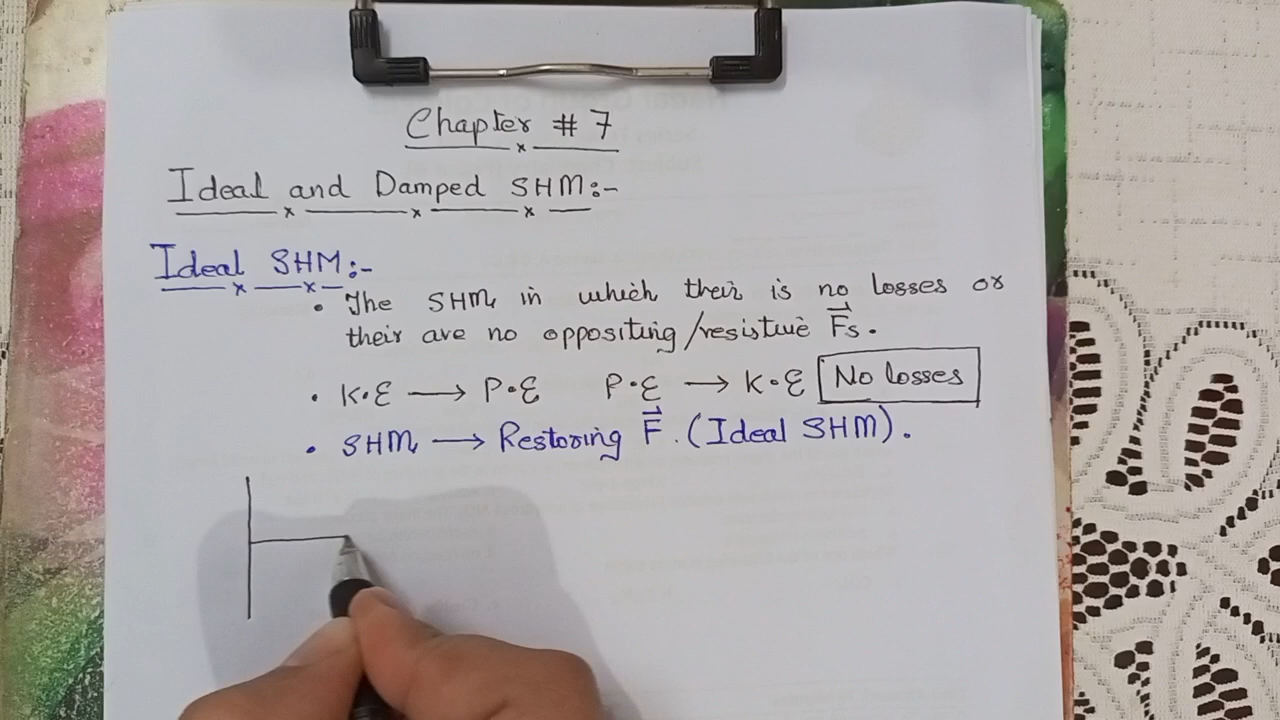 Chapter # 7
Ideal and Damped SHM:-
Ideal SHM:-
• The SHM, in which their is no losses or
their are no oppositing/resistive F⃗s.
• K.E → P.E P.E → K.E No losses
• SHM → Restoring F⃗. (Ideal SHM).